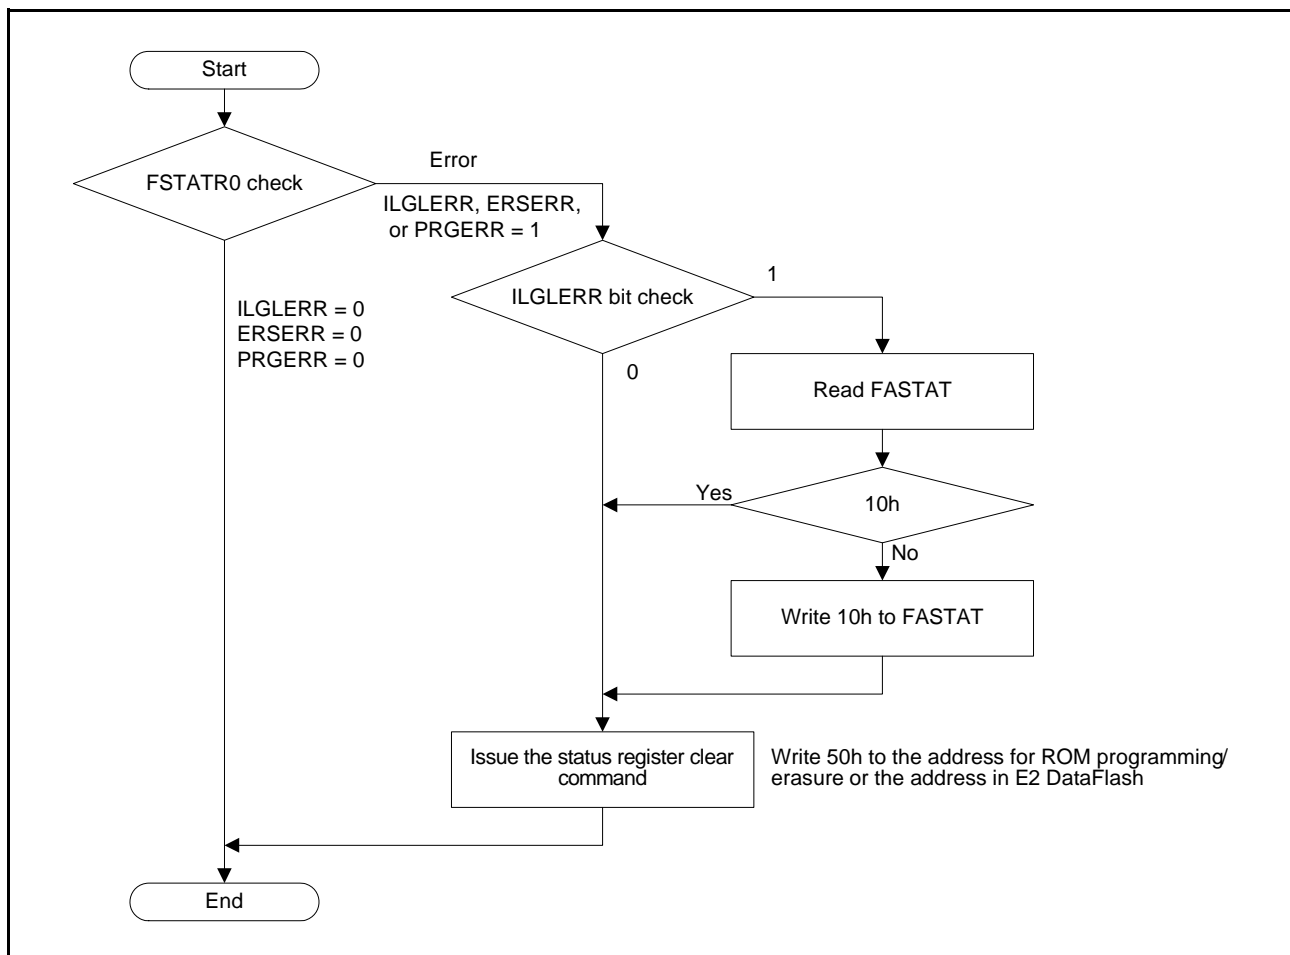 Start
FSTATR0 check
Error
ILGLERR, ERSERR,
or PRGERR = 1
ILGLERR = 0
ERSERR = 0
PRGERR = 0
ILGLERR bit check
1
0
Read FASTAT
10h
Yes
No
Write 10h to FASTAT
Issue the status register clear
command
Write 50h to the address for ROM programming/
erasure or the address in E2 DataFlash
End